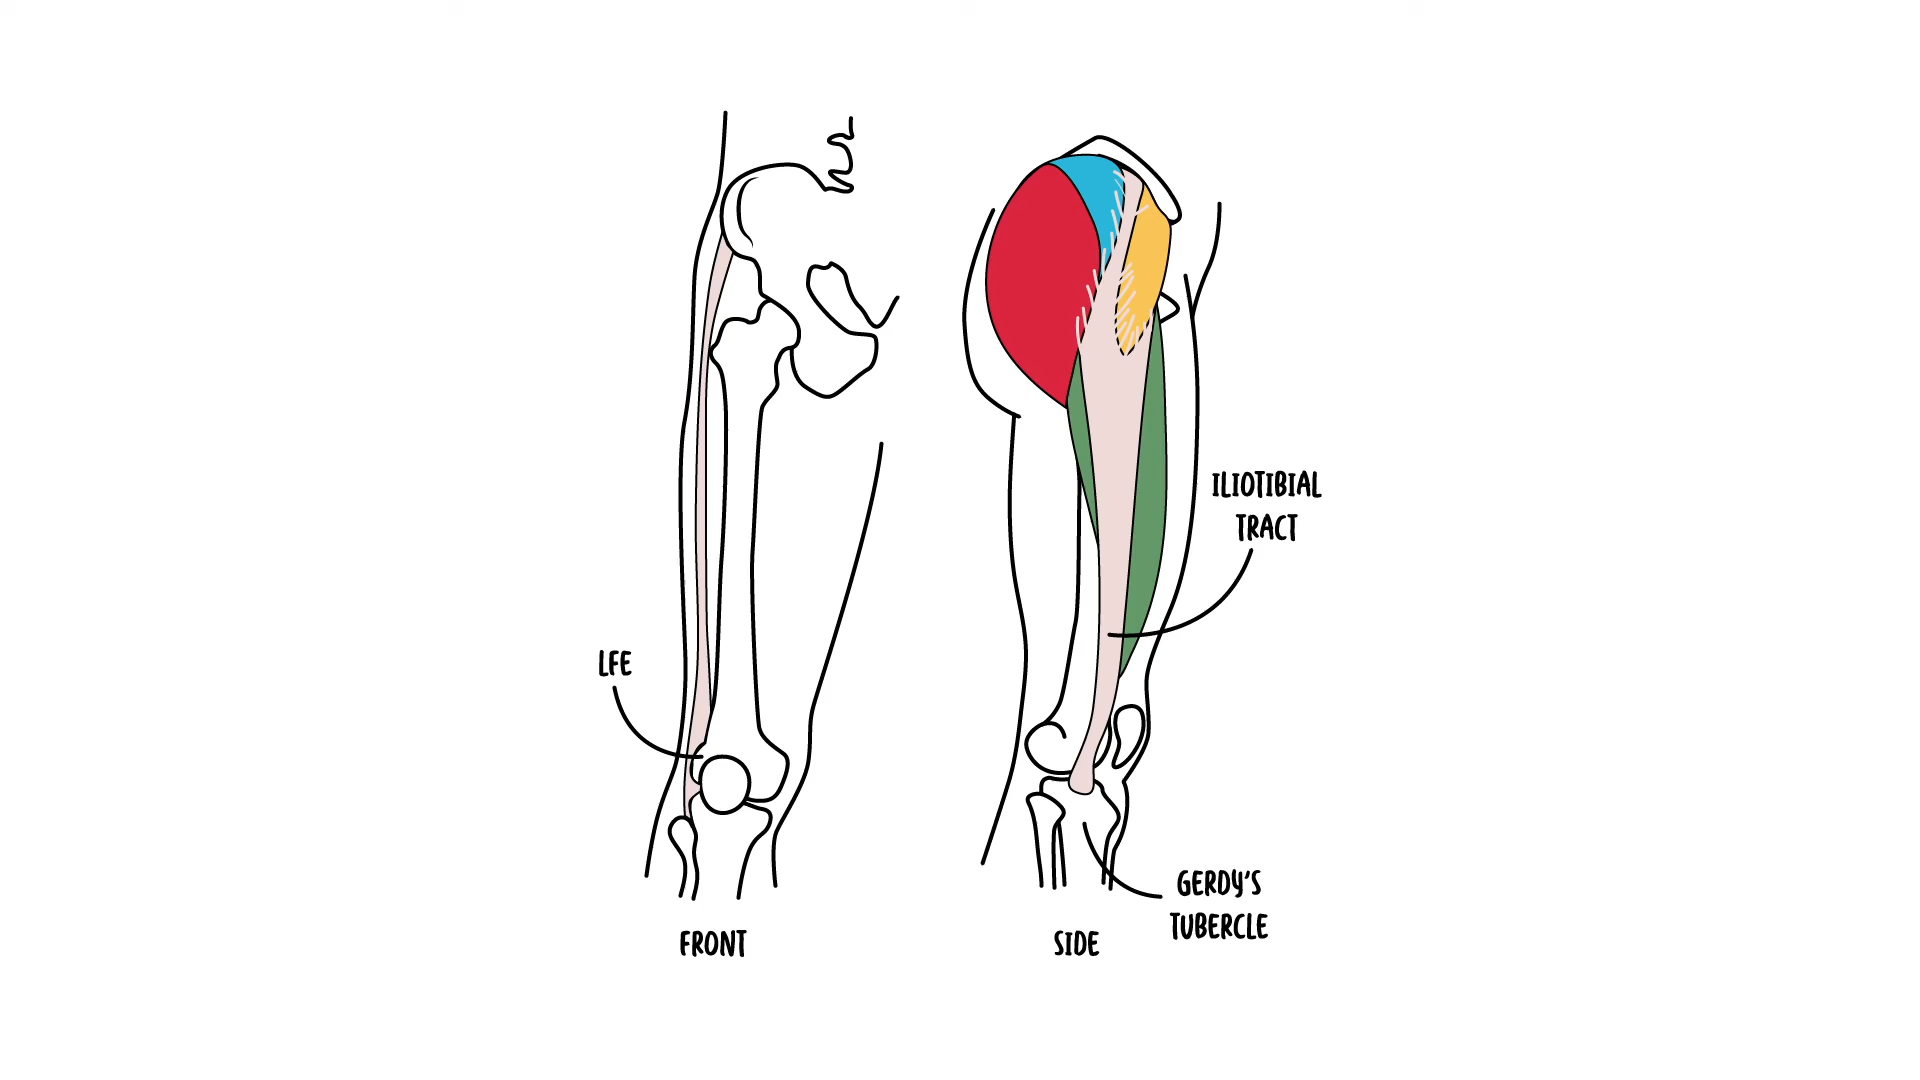 ILIOTIBIAL
TRACT
LFE
GERDY'S
TUBERCLE
FRONT
SIDE